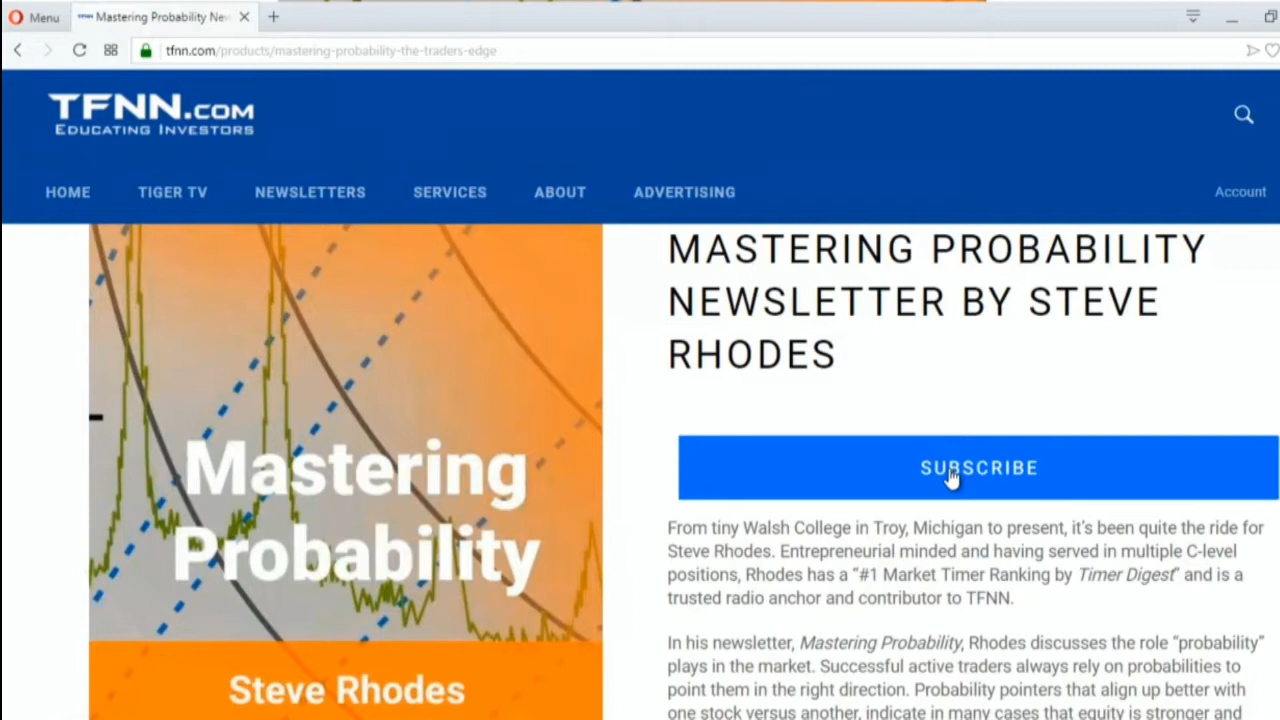 Menu
Mastering Probability New
tfnn.com/products/mastering-probability-the-traders-edge
TFNN.COM
EDUCATING INVESTORS
HOME TIGER TV NEWSLETTERS SERVICES ABOUT ADVERTISING Account
MASTERING PROBABILITY
NEWSLETTER BY STEVE
RHODES
SUBSCRIBE
From tiny Walsh College in Troy, Michigan to present, it's been quite the ride for
Steve Rhodes. Entrepreneurial minded and having served in multiple C-level
positions, Rhodes has a “#1 Market Timer Ranking by Timer Digest” and is a
trusted radio anchor and contributor to TFNN.
In his newsletter, Mastering Probability, Rhodes discusses the role “probability”
plays in the market. Successful active traders always rely on probabilities to
point them in the right direction. Probability pointers that align up better with
one stock versus another, indicate in many cases that equity is stronger and
Mastering
Probability
Steve Rhodes